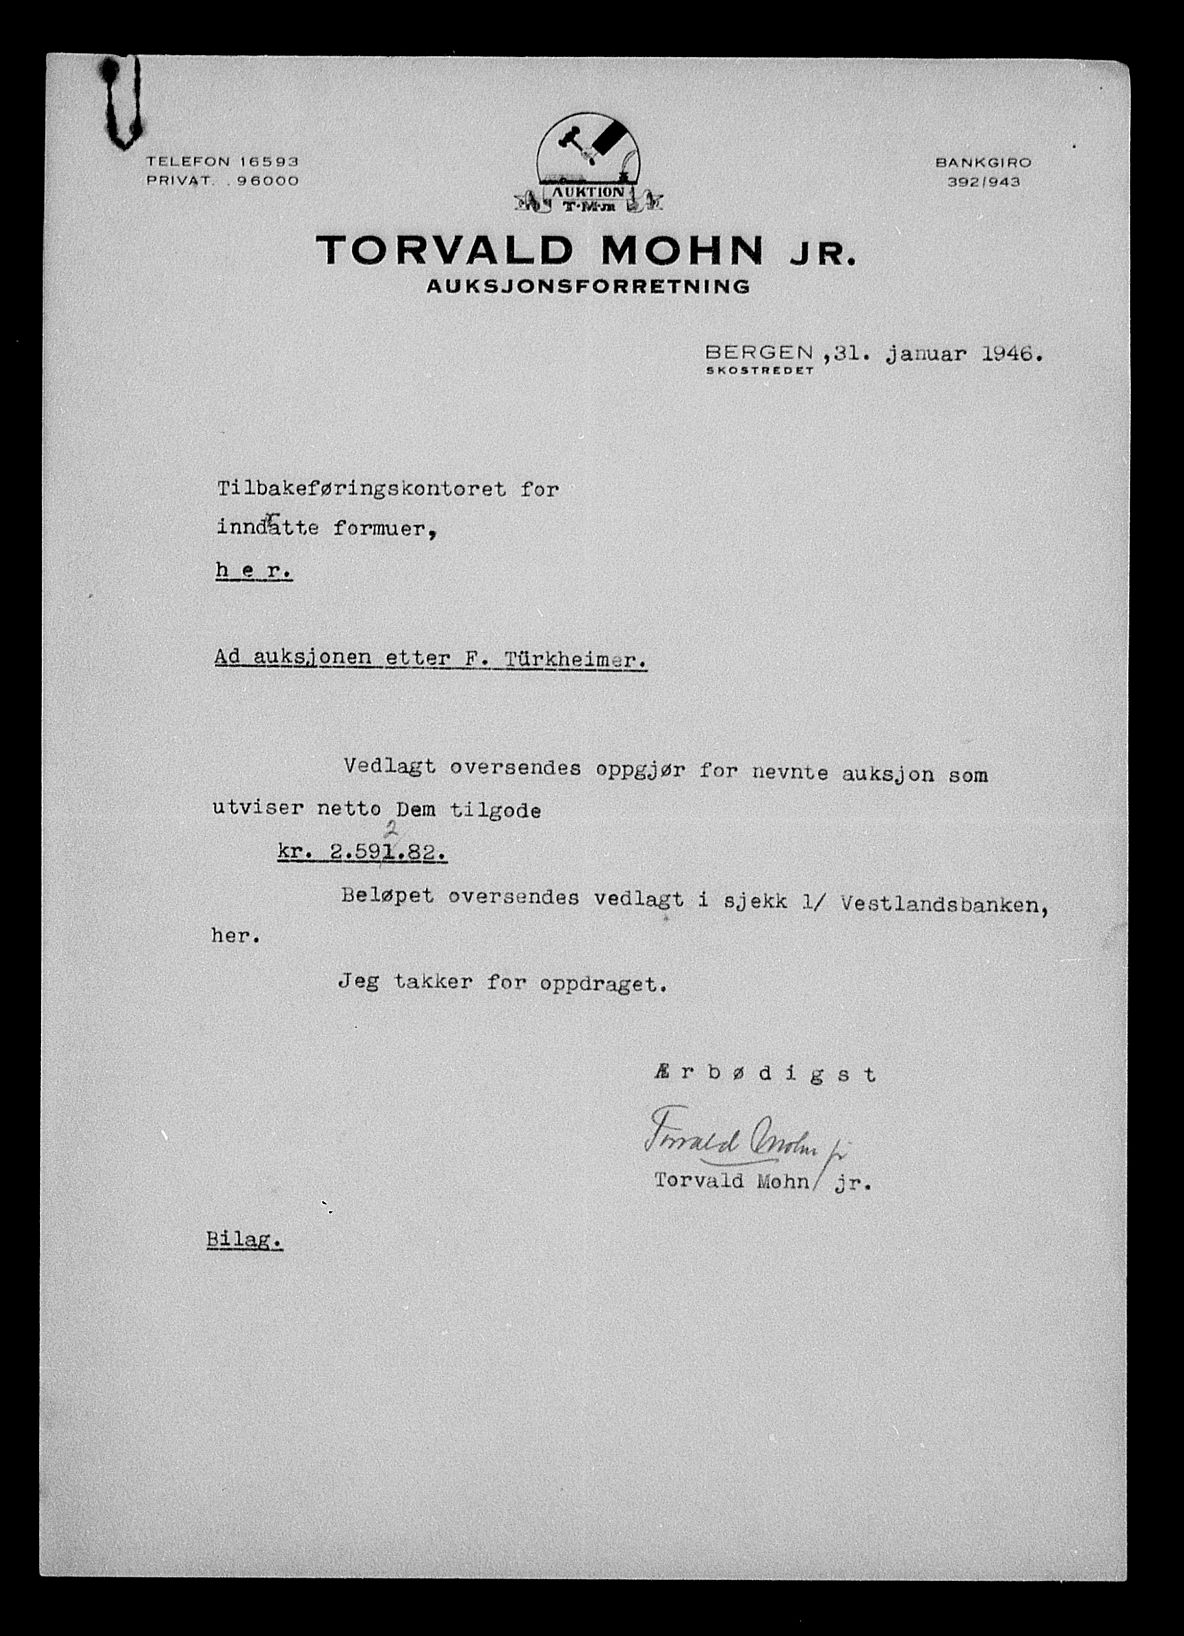 TELEFON 16593
PRIVAT. . 96000
AUKTION
T·M·JR
BANKGIRO
392/943
TORVALD MOHN JR.
AUKSJONSFORRETNING
BERGEN ,31. januar 1946.
SKOSTREDET
Tilbakeføringskontoret for
inndratte formuer,
h e r.
Ad auksjonen etter F. Türkheimer.
Vedlagt oversendes oppgjør for nevnte auksjon som
utviser netto Dem tilgode
2
kr. 2.591.82.
Beløpet oversendes vedlagt i sjekk 1/ Vestlandsbanken,
her.
Jeg takker for oppdraget.
Æ r b ø d i g s t
Torvald Mohn jr
Torvald Mohn jr.
Bilag.